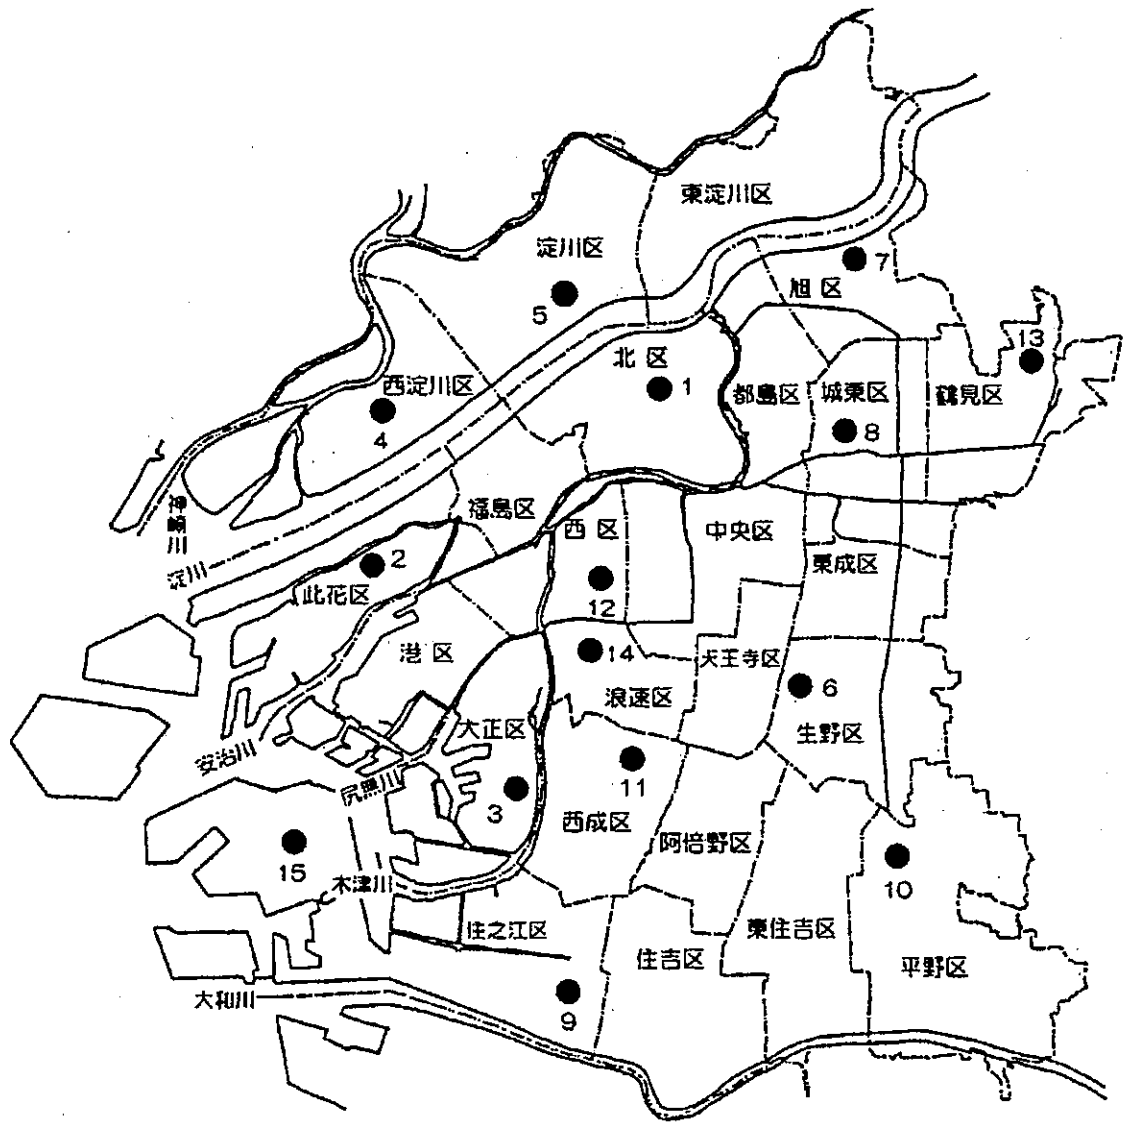 東淀川区
淀川区
7
旭 区
5
13
北 区
1
西淀川区
都島区
城東区
鶴見区
4
8
福島区
西 区
中央区
神崎川
2
東成区
淀川
此花区
12
港 区
14
天王寺区
浪速区
6
大正区
生野区
安治川
11
尻無川
3
西成区
阿倍野区
15
10
木津川
住之江区
東住吉区
住吉区
平野区
大和川
9